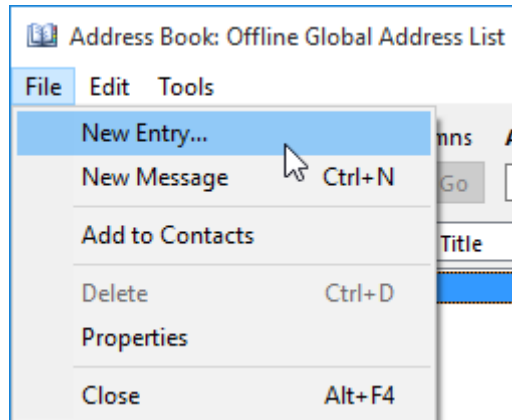 Address Book: Offline Global Address List
File Edit Tools
New Entry...
New Message Ctrl+N Go
Add to Contacts Title
Delete Ctrl+D
Properties
Close Alt+F4